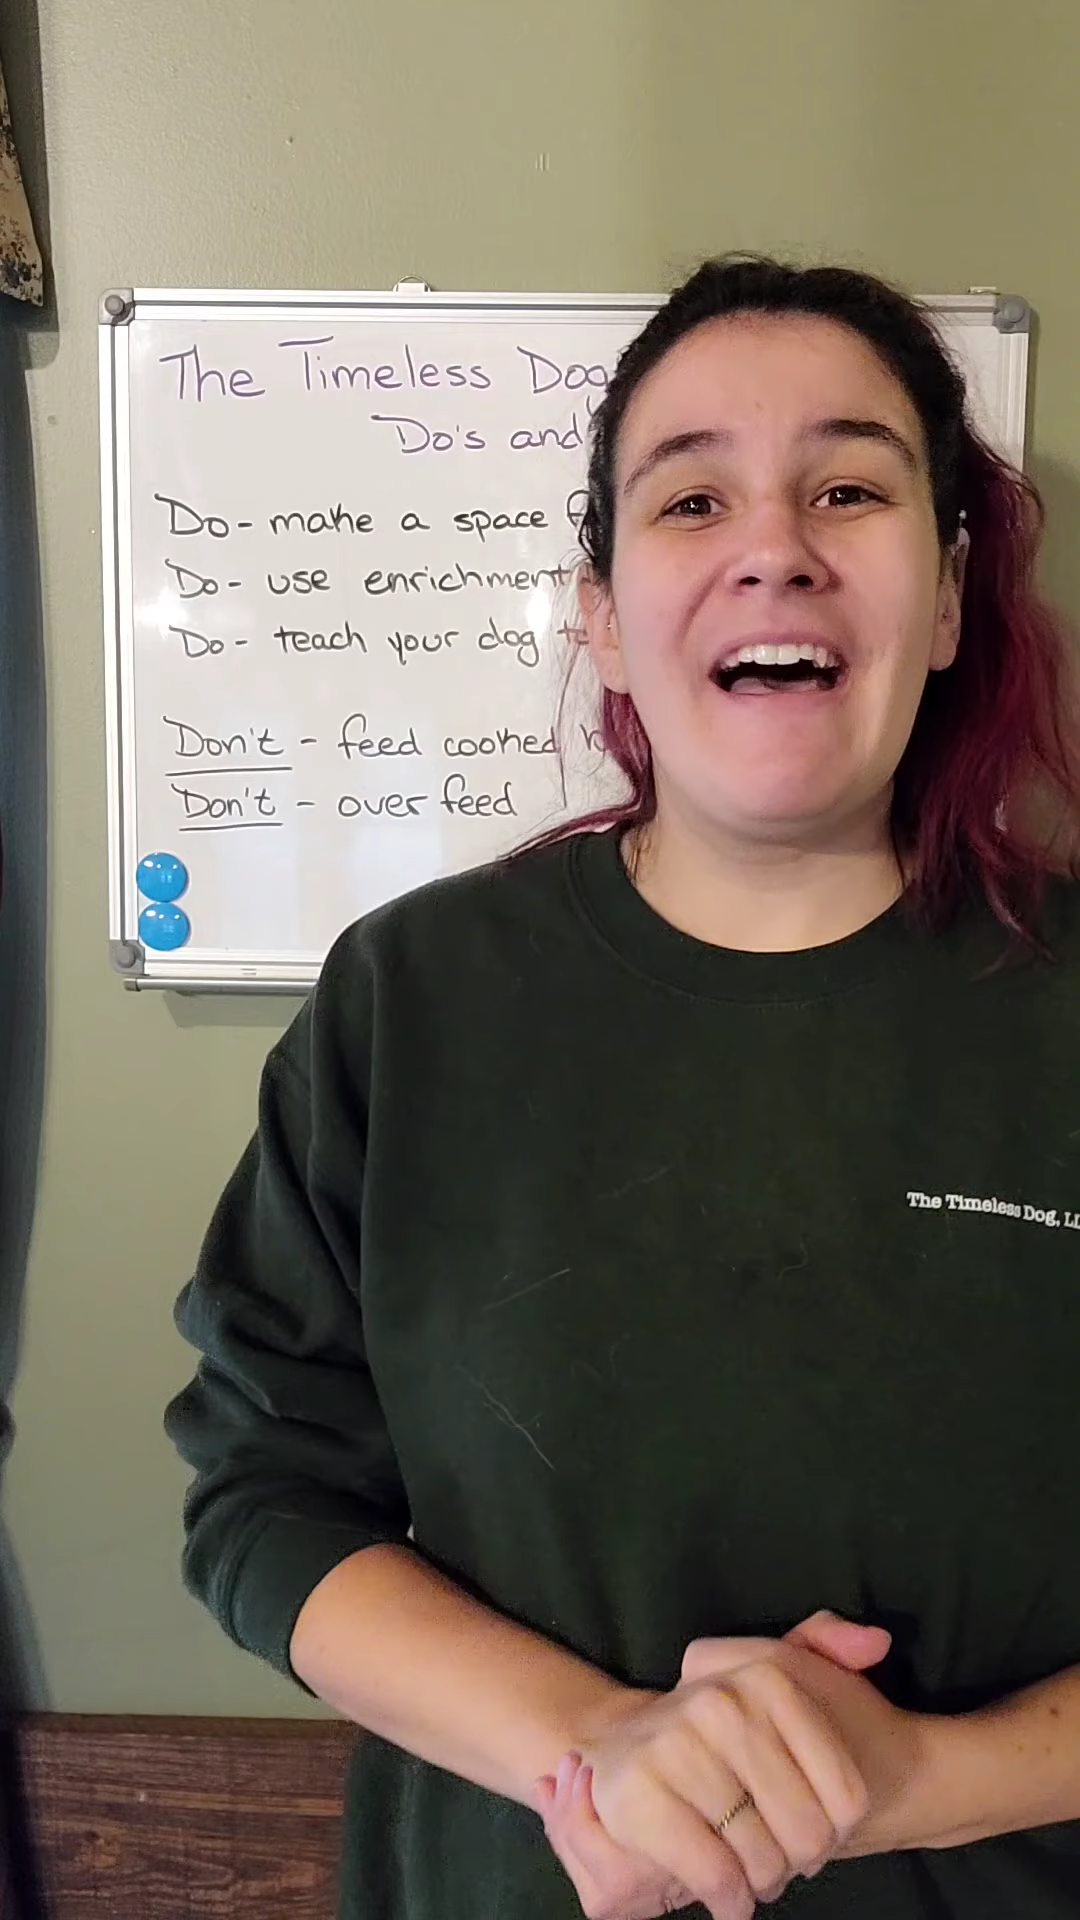 The Timeless Dog
Do's and
Do - make a space
Do - use enrichment
Do - teach your dog
Don't - feed cooked
Don't - over feed
The Timeless Dog, LL